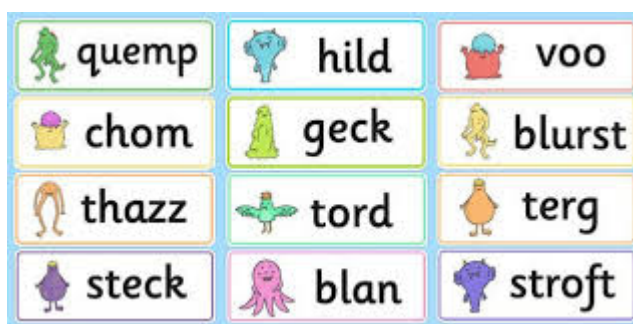 quemp hild voo
chom geck blurst
thazz tord terg
steck blan stroft